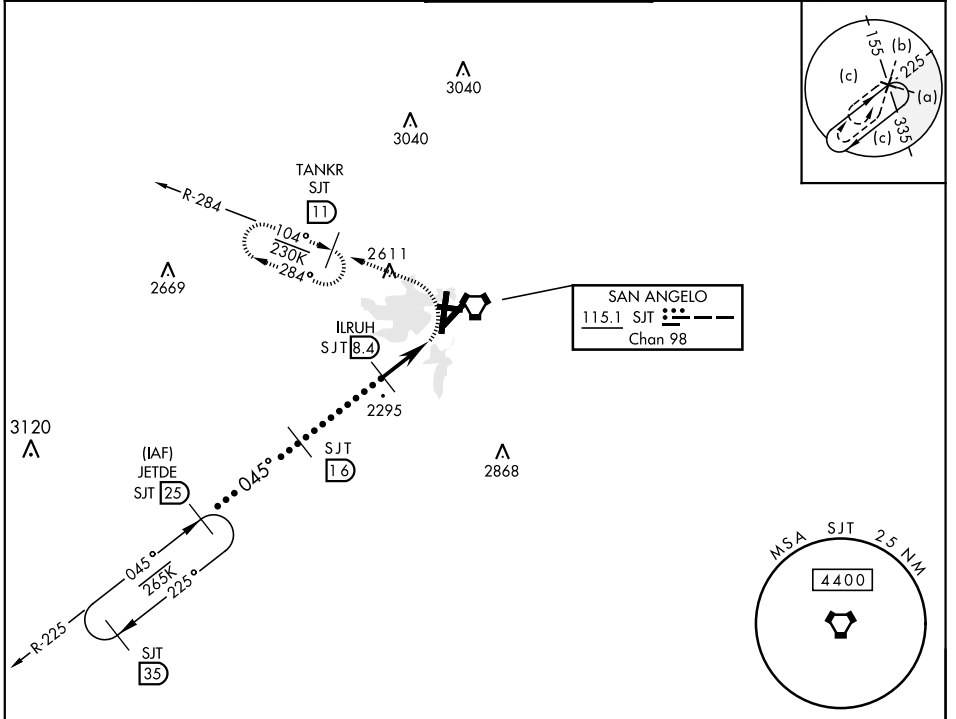 155
(b)
225
(c)
(a)
(c)
335
3040
3040
TANKR
SJT
11
R-284
104°
230K
284°
2611
2669
SAN ANGELO
115.1 SJT
Chan 98
ILRUH
SJT 8.4
2295
3120
(IAF)
JETDE
SJT 25
045°
SJT
16
2868
045°
265K
225°
R-225
SJT
35
MSA SJT 25 NM
4400